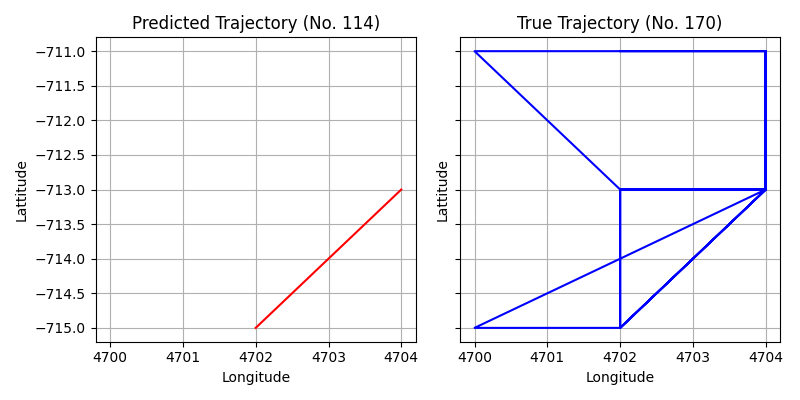 Predicted Trajectory (No. 114)
True Trajectory (No. 170)
Lattitude
−711.0
−711.5
−712.0
−712.5
−713.0
−713.5
−714.0
−714.5
−715.0
4700 4701 4702 4703 4704
Longitude
Lattitude
4700 4701 4702 4703 4704
Longitude